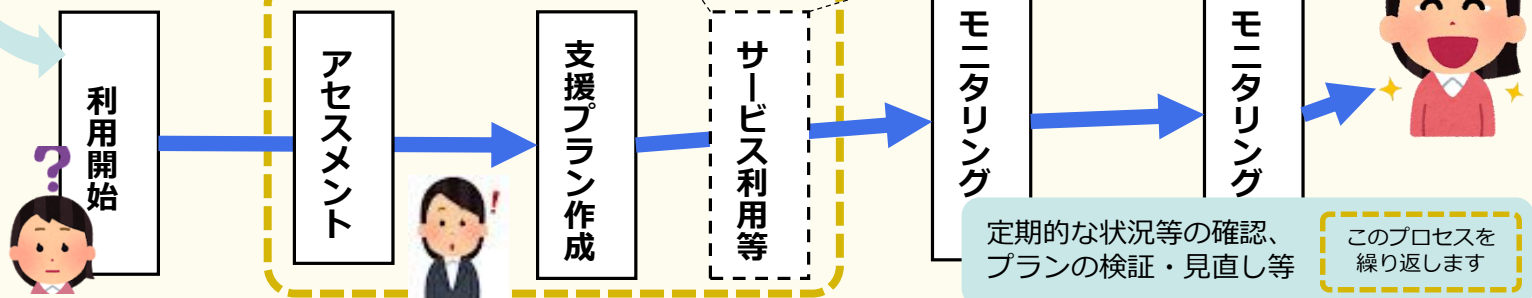 利用開始
?
アセスメント
!
支援プラン作成
サービス利用等
モニタリング
モニタリング
定期的な状況等の確認、
プランの検証・見直し等
このプロセスを
繰り返します